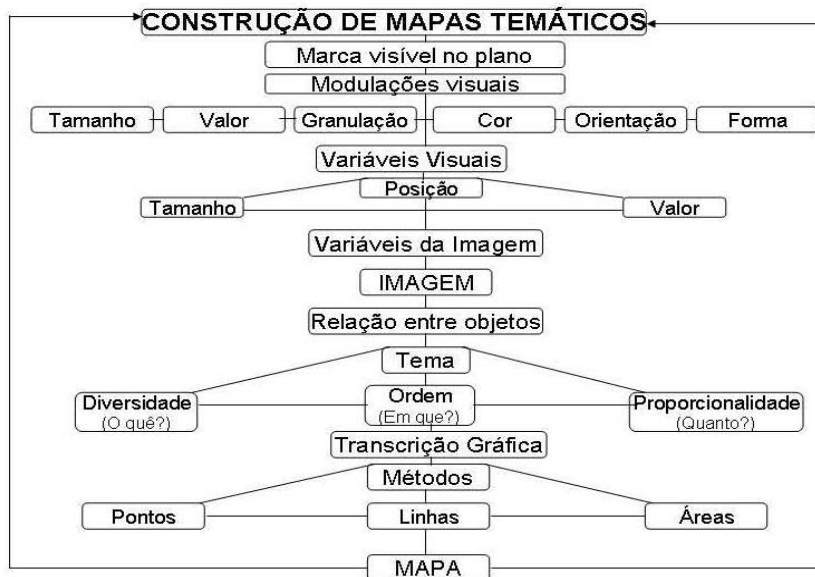 CONSTRUÇÃO DE MAPAS TEMÁTICOS
Marca visível no plano
Modulações visuais
Tamanho Valor Granulação Cor Orientação Forma
Variáveis Visuais
Posição
Tamanho Valor
Variáveis da Imagem
IMAGEM
Relação entre objetos
Tema
Diversidade Ordem Proporcionalidade
(O quê?) (Em que?) (Quanto?)
Transcrição Gráfica
Métodos
Pontos Linhas Áreas
MAPA